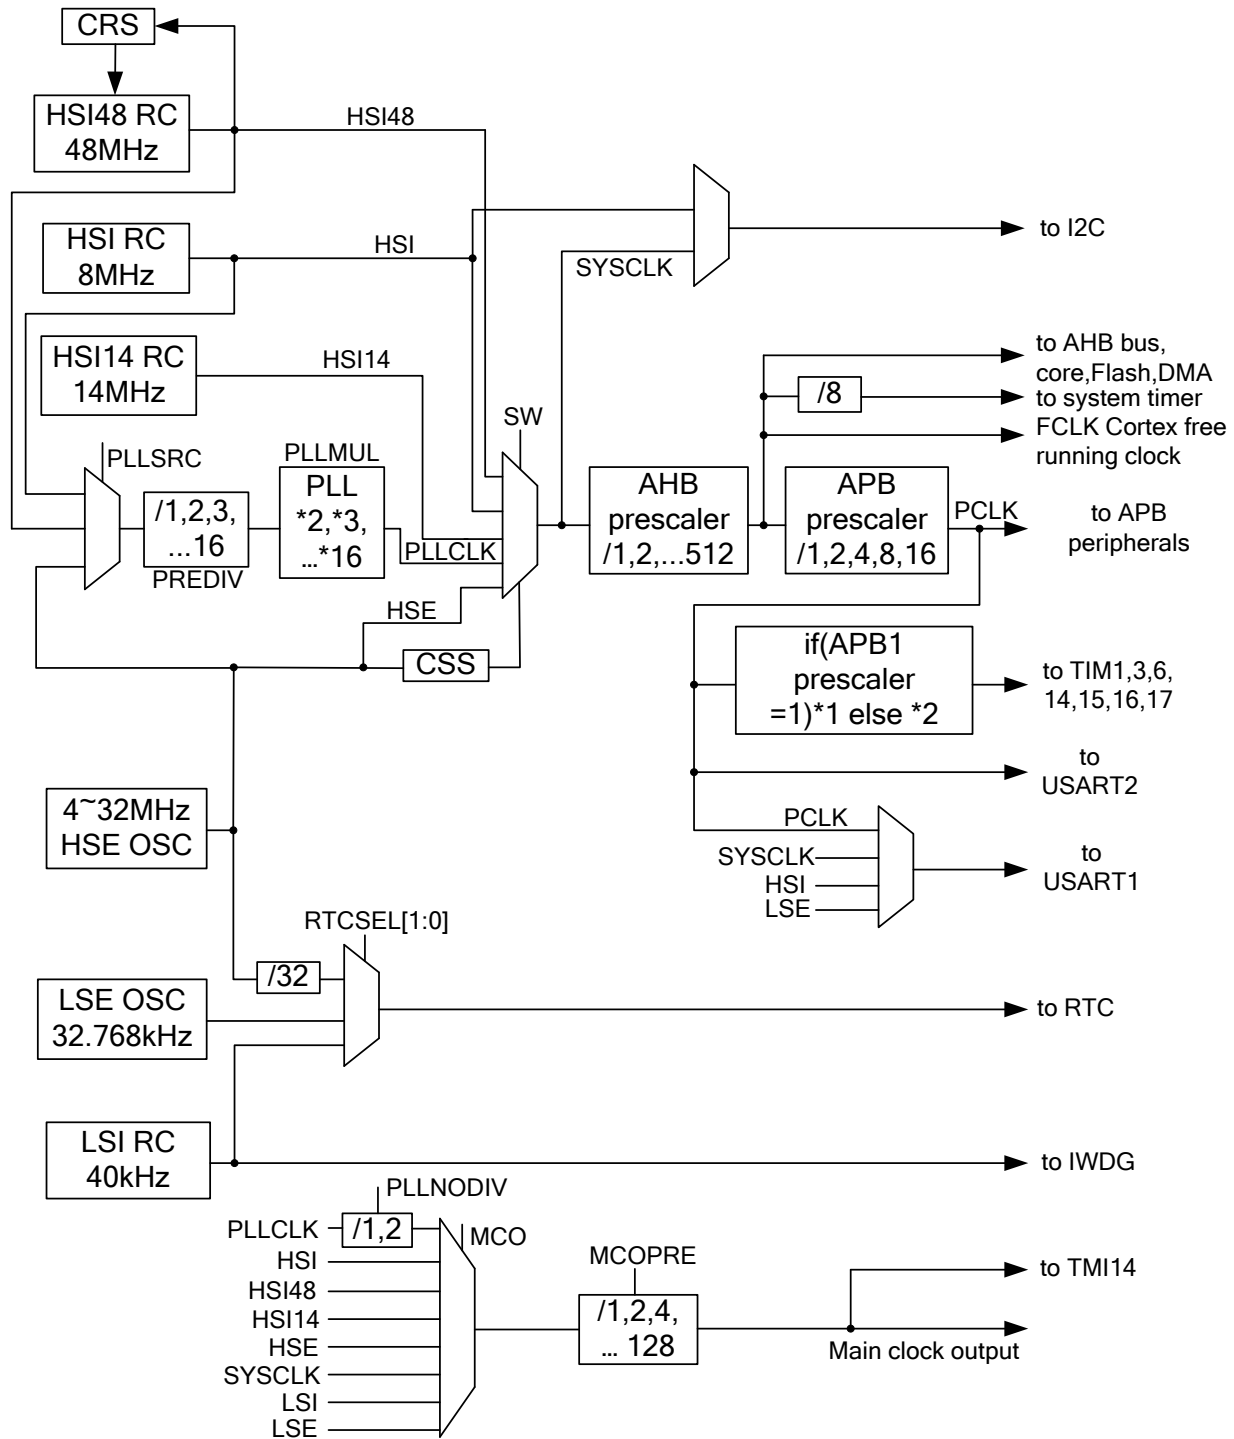 CRS
HSI48 RC
48MHz
HSI48
HSI RC
8MHz
HSI
SYSCLK
to I2C
HSI14 RC
14MHz
HSI14
to AHB bus,
core,Flash,DMA
/8
to system timer
FCLK Cortex free
running clock
SW
PLLSRC
/1,2,3,
...16
PREDIV
PLLMUL
PLL
*2,*3,
...*16
PLLCLK
AHB
prescaler
/1,2,...512
APB
prescaler
/1,2,4,8,16
PCLK
to APB
peripherals
HSE
CSS
if(APB1
prescaler
=1)*1 else *2
to TIM1,3,6,
14,15,16,17
to
USART2
4~32MHz
HSE OSC
PCLK
SYSCLK
HSI
LSE
to
USART1
RTCSEL[1:0]
/32
LSE OSC
32.768kHz
to RTC
LSI RC
40kHz
to IWDG
PLLNODIV
PLLCLK
/1,2
MCO
HSI
HSI48
HSI14
HSE
SYSCLK
LSI
LSE
MCOPRE
/1,2,4,
... 128
to TMI14
Main clock output